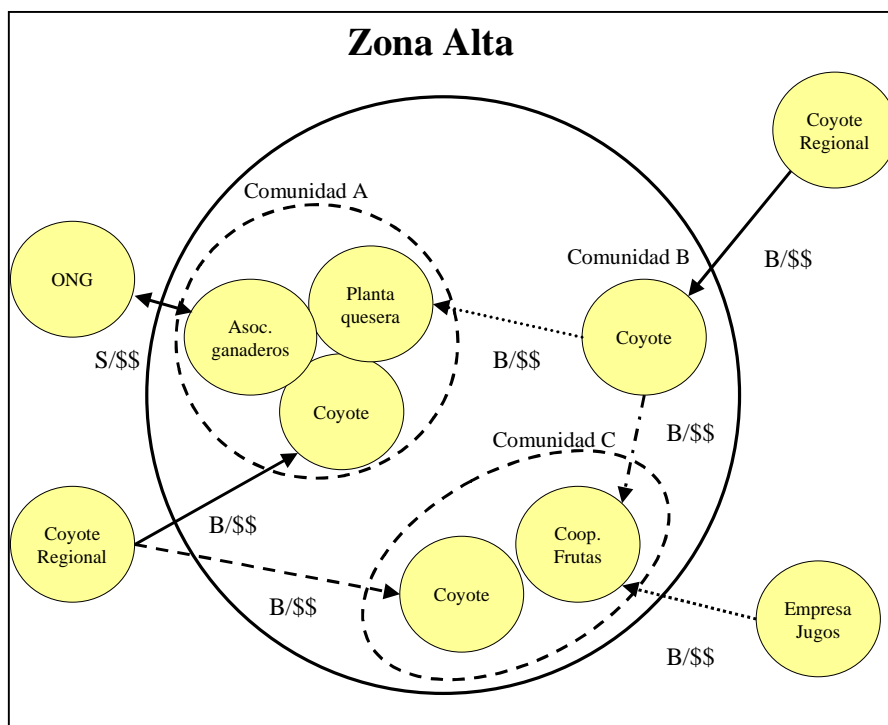 Zona Alta
Coyote
Regional
Comunidad A
Comunidad B
B/$$
ONG
Planta
quesera
Asoc.
ganaderos
Coyote
S/$$
B/$$
Coyote
Comunidad C
B/$$
Coyote
Regional
B/$$
Coop.
Frutas
Coyote
B/$$
Empresa
Jugos
B/$$